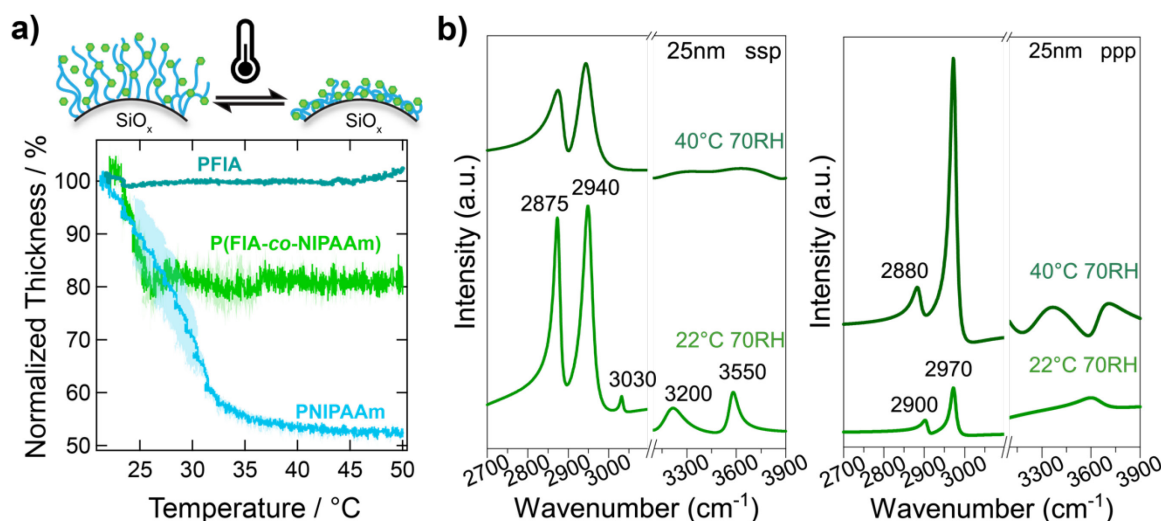 a)
SiOx
SiOx
Normalized Thickness / %
100
90
80
70
60
50
PFIA
P(FIA-co-NIPAAm)
PNIPAAm
25 30 35 40 45 50
Temperature / °C
b)
Intensity (a.u.)
25nm ssp
40°C 70RH
2940
2875
22°C 70RH
3550
3030
3200
2700 2800 2900 3000 3300 3600 3900
Wavenumber (cm-1)
Intensity (a.u.)
25nm ppp
2880
40°C 70RH
22°C 70RH
2970
2900
2700 2800 2900 3000 3300 3600 3900
Wavenumber (cm-1)